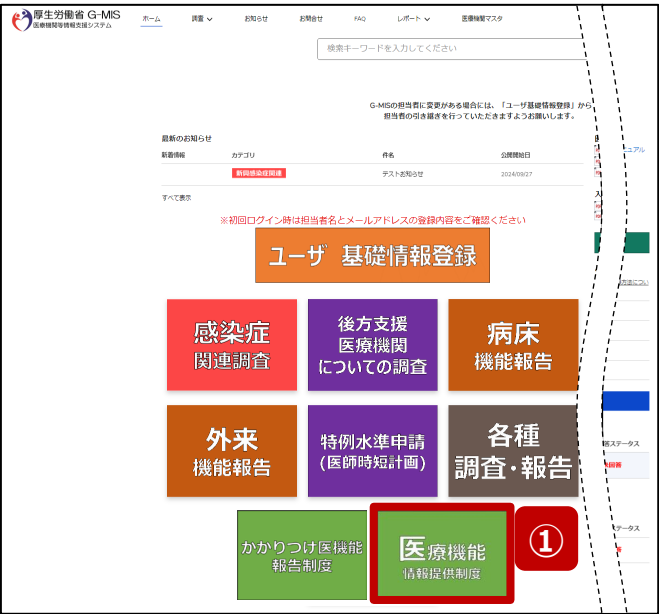 厚生労働省 G-MIS
医療機関等情報支援システム
ホーム 調査 お知らせ お問合せ FAQ レポート 医療機関マスタ
検索キーワードを入力してください
G-MISの担当者に変更がある場合には、「ユーザ基礎情報登録」から
担当者の引き継ぎを行っていただきますようお願いします。
最新のお知らせ
新着情報 カテゴリ 件名 公開開始日
新興感染症関連 テストお知らせ 2024/09/27
すべて表示
※初回ログイン時は担当者名とメールアドレスの登録内容をご確認ください
ユーザ 基礎情報登録
感染症
関連調査
後方支援
医療機関
についての調査
病床
機能報告
外来
機能報告
特例水準申請
(医師時短計画)
各種
調査・報告
かかりつけ医機能
報告制度
医療機能
情報提供制度
①
ュアル
答ステータス
ステータス